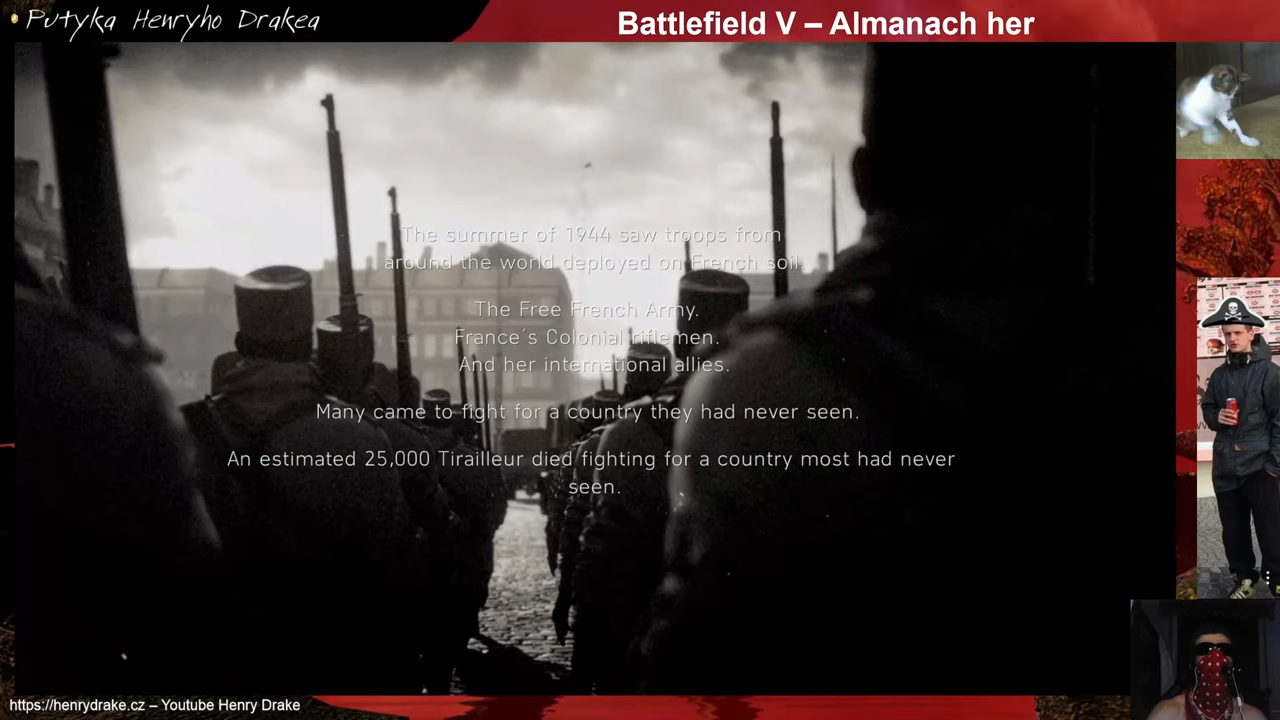 Putyka Henryho Drakea
Battlefield V – Almanach her
The summer of 1944 saw troops from
around the world deployed on French soil.
The Free French Army.
France´s Colonial riflemen.
And her international allies.
Many came to fight for a country they had never seen.
An estimated 25,000 Tirailleur died fighting for a country most had never
seen.
https://henrydrake.cz – Youtube Henry Drake